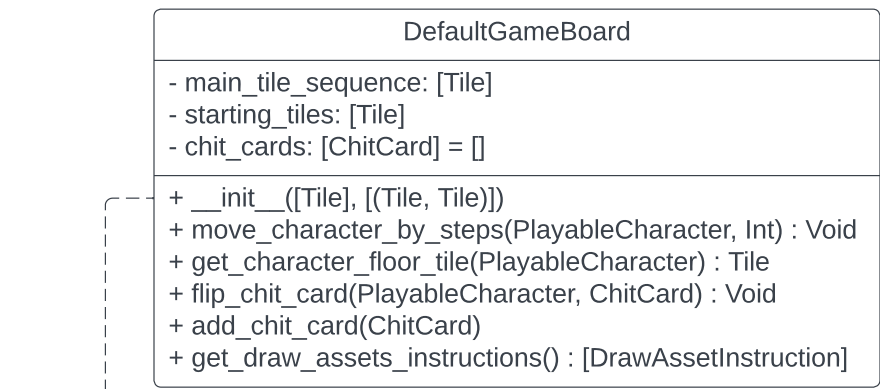 DefaultGameBoard
- main_tile_sequence: [Tile]
- starting_tiles: [Tile]
- chit_cards: [ChitCard] = []
+ __init__([Tile], [(Tile, Tile)])
+ move_character_by_steps(PlayableCharacter, Int) : Void
+ get_character_floor_tile(PlayableCharacter) : Tile
+ flip_chit_card(PlayableCharacter, ChitCard) : Void
+ add_chit_card(ChitCard)
+ get_draw_assets_instructions() : [DrawAssetInstruction]